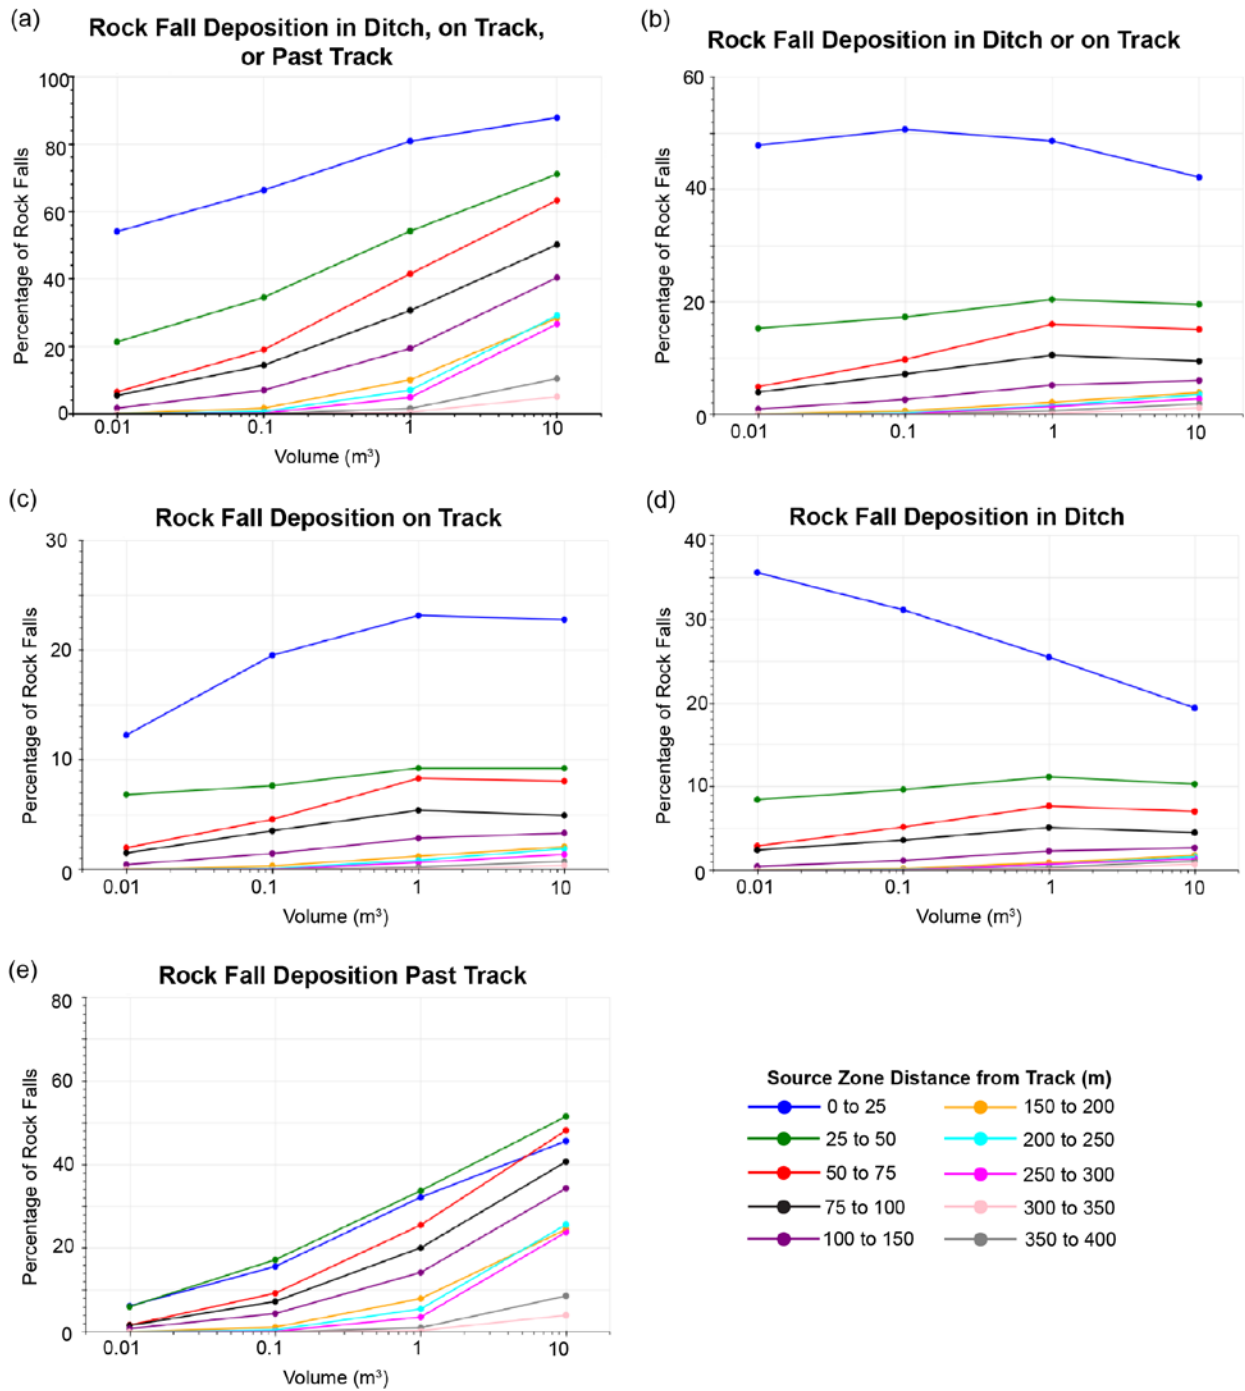 (a)
Rock Fall Deposition in Ditch, on Track,
or Past Track
Percentage of Rock Falls
100
80
60
40
20
0
0.01 0.1 1 10
Volume (m³)
(b)
Rock Fall Deposition in Ditch or on Track
Percentage of Rock Falls
60
40
20
0
0.01 0.1 1 10
(c)
Rock Fall Deposition on Track
Percentage of Rock Falls
30
20
10
0
0.01 0.1 1 10
Volume (m³)
(d)
Rock Fall Deposition in Ditch
Percentage of Rock Falls
40
30
20
10
0
0.01 0.1 1 10
Volume (m³)
(e)
Rock Fall Deposition Past Track
Percentage of Rock Falls
80
60
40
20
0
0.01 0.1 1 10
Volume (m³)
Source Zone Distance from Track (m)
0 to 25
25 to 50
50 to 75
75 to 100
100 to 150
150 to 200
200 to 250
250 to 300
300 to 350
350 to 400